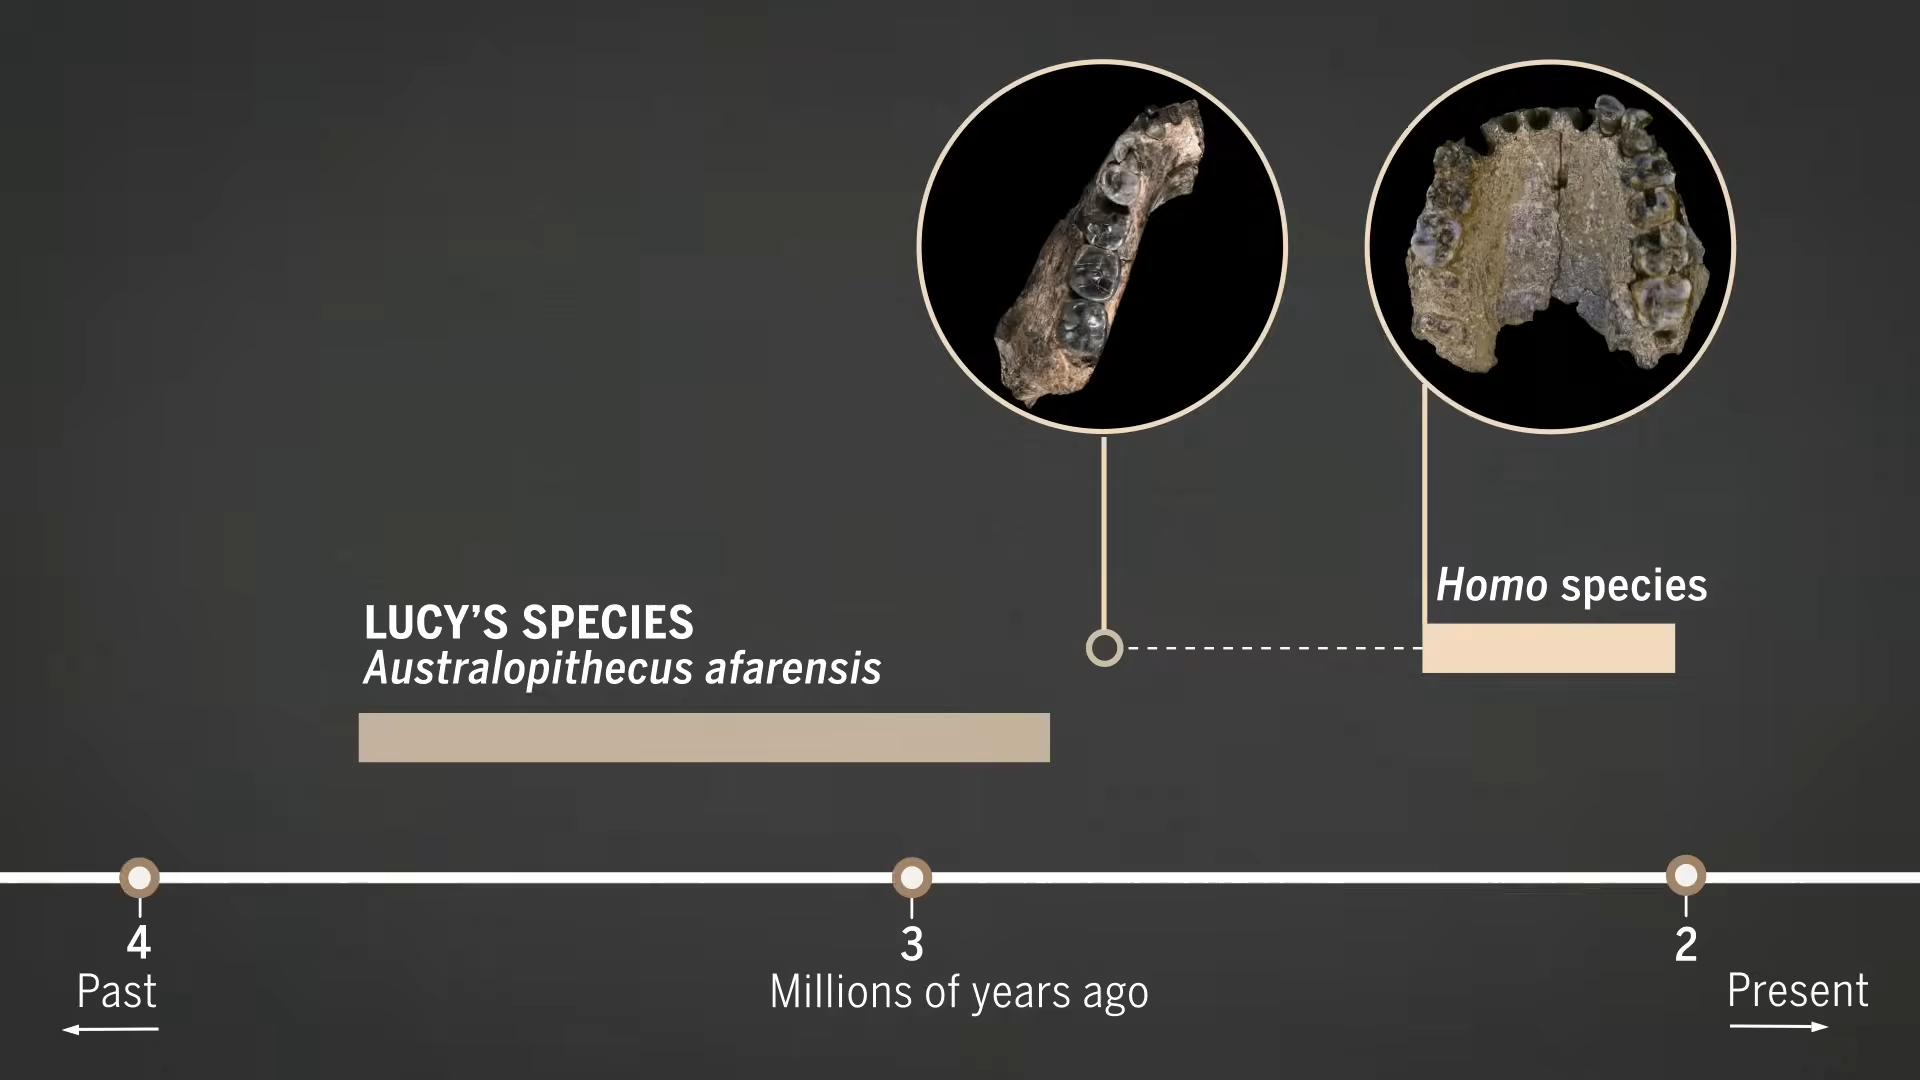 Homo species
LUCY'S SPECIES
Australopithecus afarensis
4
3
2
Past
Millions of years ago
Present